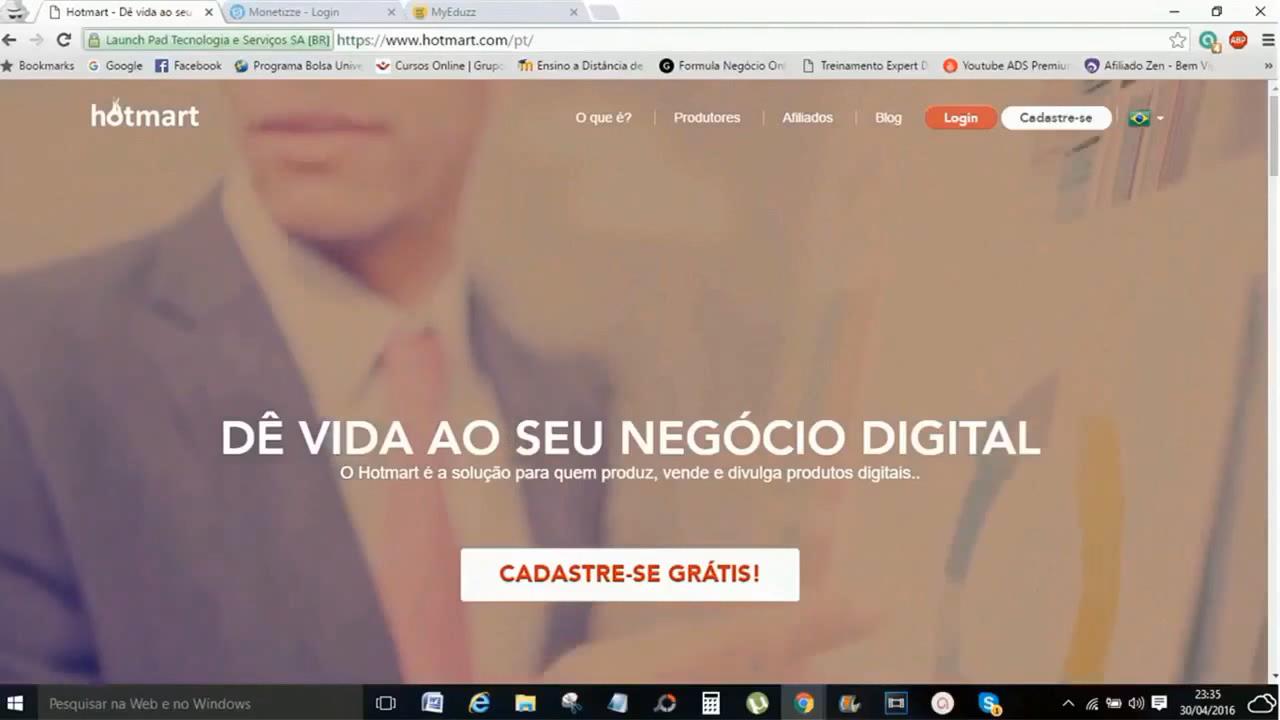 Hotmart - Dê vida ao seu
Monetizze - Login
MyEduzz
Launch Pad Tecnologia e Serviços SA [BR]
https://www.hotmart.com/pt/
ABP
Bookmarks
Google
Facebook
Programa Bolsa Unive
Cursos Online | Grupo
Ensino a Distância de
Formula Negócio Onl
Treinamento Expert D
Youtube ADS Premiu
Afiliado Zen - Bem Vi
hotmart
O que é?
Produtores
Afiliados
Blog
Login
Cadastre-se
DÊ VIDA AO SEU NEGÓCIO DIGITAL
O Hotmart é a solução para quem produz, vende e divulga produtos digitais..
CADASTRE-SE GRÁTIS!
Pesquisar na Web e no Windows
23:35
30/04/2016